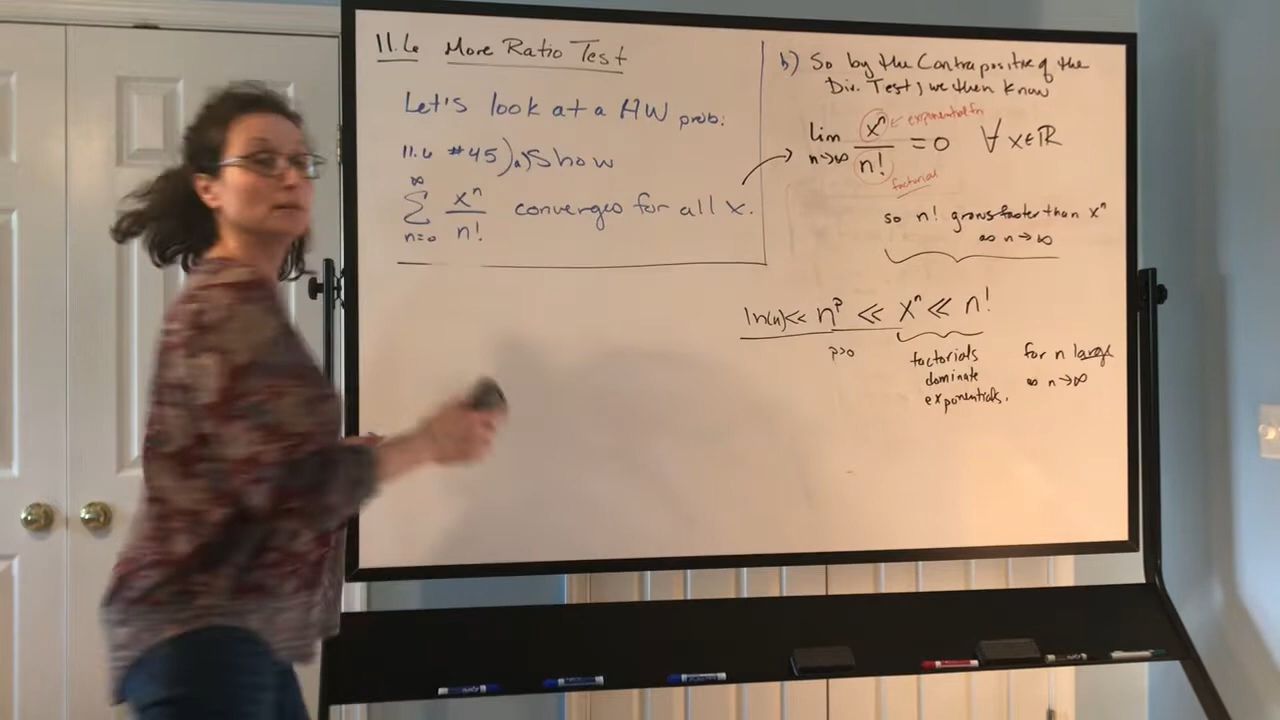 11.6 More Ratio Test
Let's look at a HW prob:
11.6 #45) a) Show
∞
∑ xⁿ/n! converges for all x.
n=0
b) So by the Contrapositive of the
Div. Test, we then know
lim xⁿ/n! = 0 ∀ x∈ℝ
n→∞
← exponential fn
factorial
so n! grows faster than xⁿ
as n→∞
ln(n) << nᵖ << xⁿ << n!
p>0
factorials
dominate
exponentials.
for n large
as n→∞